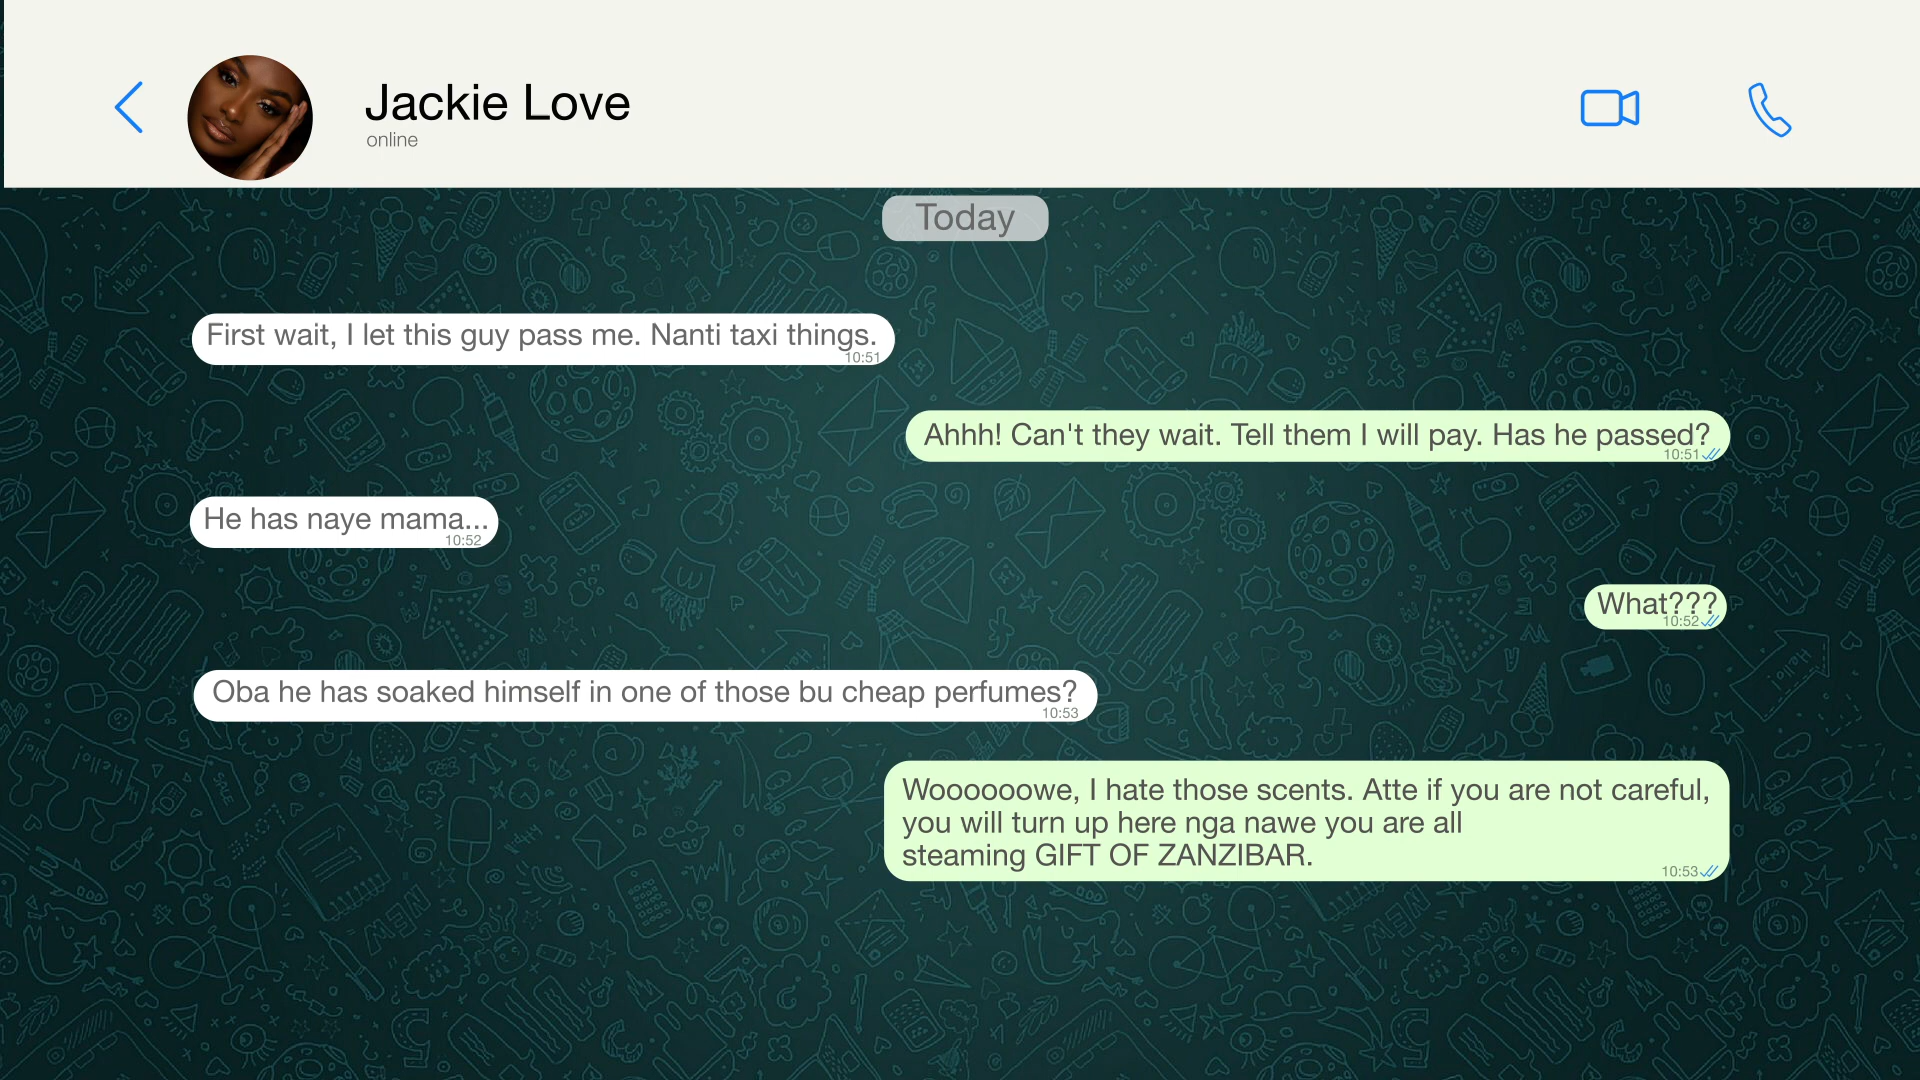 Jackie Love
online
Today
First wait, I let this guy pass me. Nanti taxi things.
10:51
Ahhh! Can't they wait. Tell them I will pay. Has he passed?
10:51
He has naye mama...
10:52
What???
10:52
Oba he has soaked himself in one of those bu cheap perfumes?
10:53
Wooooooowe, I hate those scents. Atte if you are not careful,
you will turn up here nga nawe you are all
steaming GIFT OF ZANZIBAR.
10:53